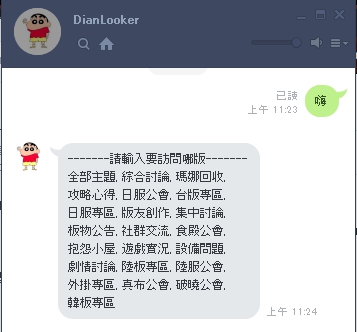 DianLooker
已讀
上午 11:23
嗨
-------請輸入要訪問哪版-------
全部主題, 綜合討論, 瑪娜回收,
攻略心得, 日服公會, 台版專區,
日服專區, 版友創作, 集中討論,
板物公告, 社群交流, 食殿公會,
抱怨小屋, 遊戲實況, 設備問題,
劇情討論, 陸板專區, 陸服公會,
外掛專區, 真布公會, 破曉公會,
韓板專區
上午 11:24